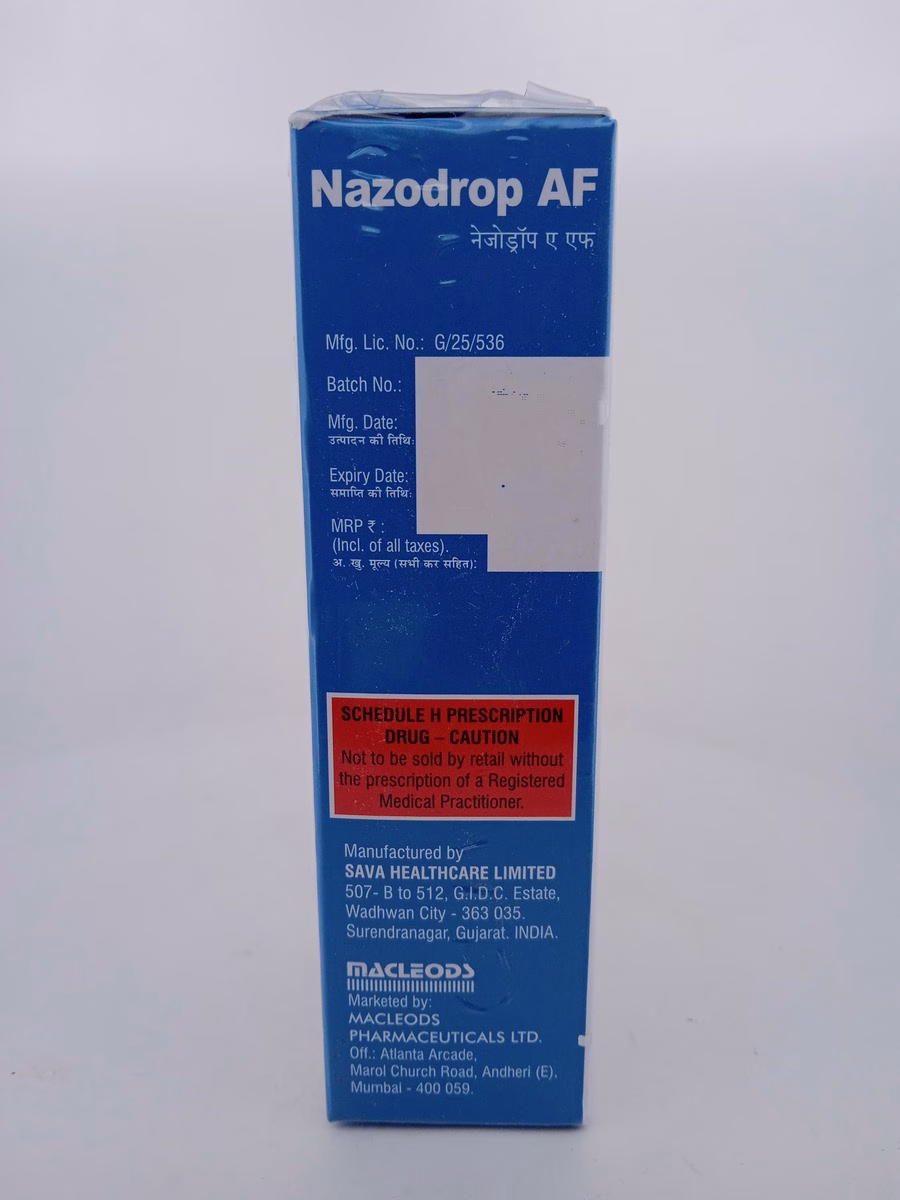 Nazodrop AF
नेजोड्रॉप ए एफ
Mfg. Lic. No.: G/25/536
Batch No.:
Mfg. Date:
उत्पादन की तिथि:
Expiry Date:
समाप्ति की तिथि:
MRP ₹ :
(Incl. of all taxes).
अ. खु. मूल्य (सभी कर सहित):
SCHEDULE H PRESCRIPTION
DRUG – CAUTION
Not to be sold by retail without
the prescription of a Registered
Medical Practitioner.
Manufactured by
SAVA HEALTHCARE LIMITED
507- B to 512, G.I.D.C. Estate,
Wadhwan City - 363 035.
Surendranagar, Gujarat. INDIA.
MACLEODS
Marketed by:
MACLEODS
PHARMACEUTICALS LTD.
Off.: Atlanta Arcade,
Marol Church Road, Andheri (E),
Mumbai - 400 059.